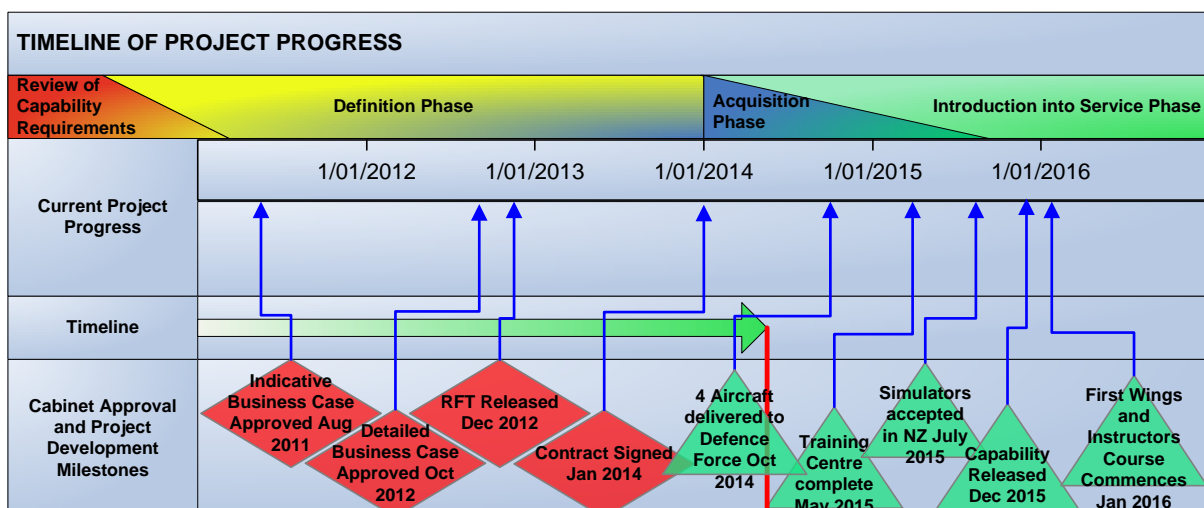 TIMELINE OF PROJECT PROGRESS
Review of
Capability
Requirements
Definition Phase
Acquisition
Phase
Introduction into Service Phase
1/01/2012
1/01/2013
1/01/2014
1/01/2015
1/01/2016
Current Project
Progress
Timeline
Cabinet Approval
and Project
Development
Milestones
Indicative
Business Case
Approved Aug
2011
Detailed
Business Case
Approved Oct
2012
RFT Released
Dec 2012
Contract Signed
Jan 2014
4 Aircraft
delivered to
Defence
Force Oct
2014
Training
Centre
complete
May 2015
Simulators
accepted
in NZ July
2015
Capability
Released
Dec 2015
First Wings
and
Instructors
Course
Commences
Jan 2016